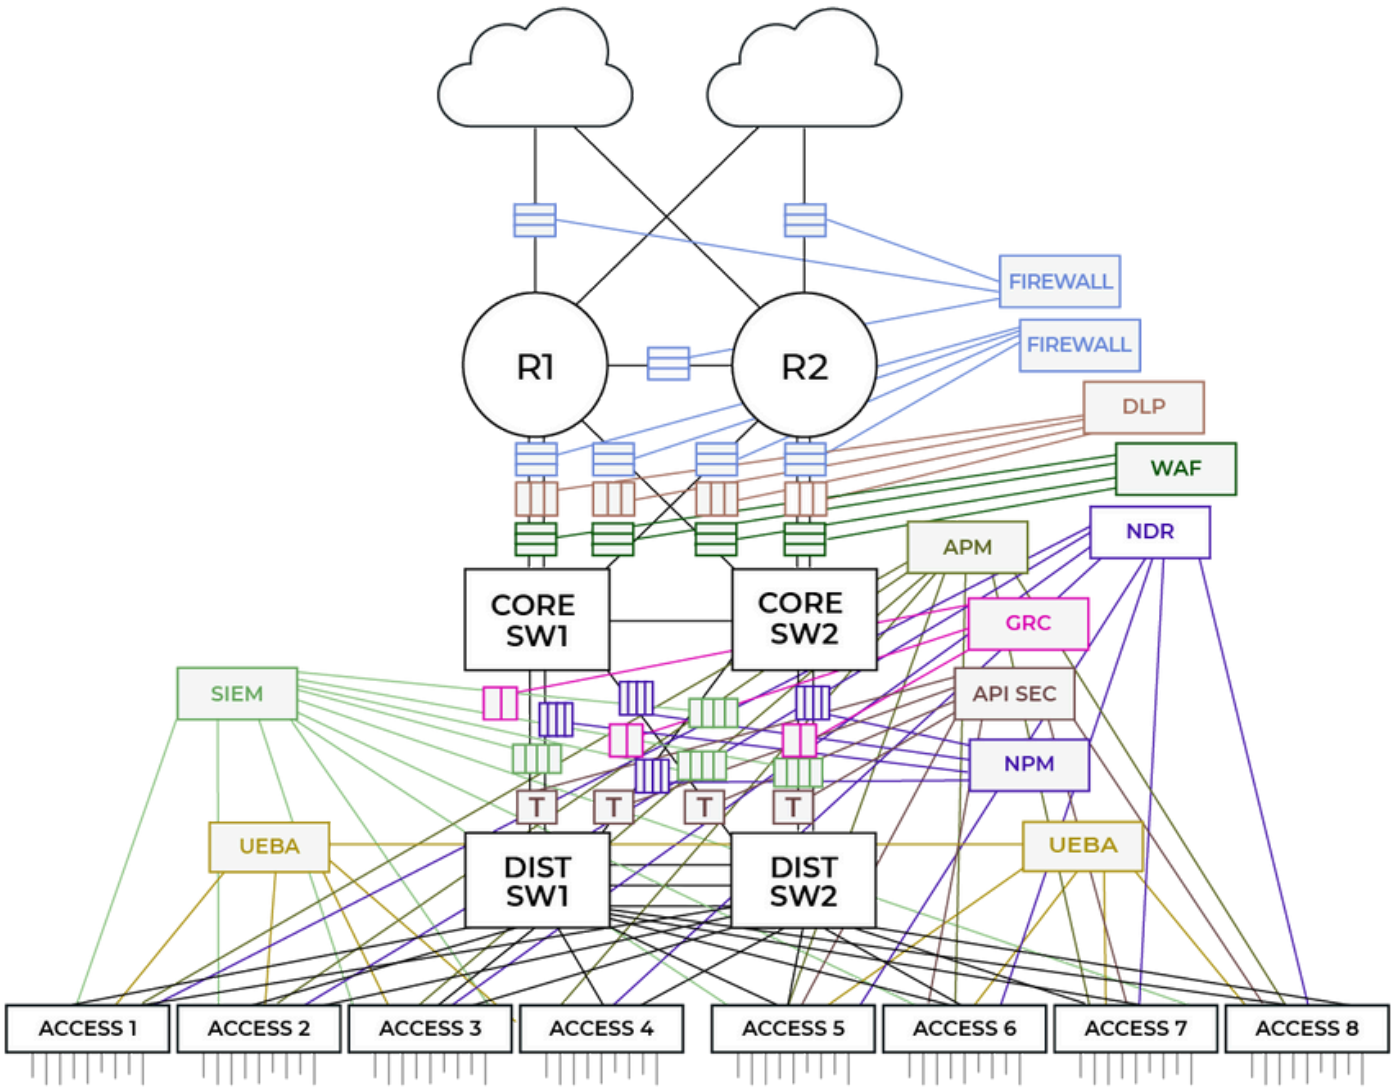 FIREWALL
FIREWALL
R1
R2
DLP
WAF
NDR
APM
CORE
SW1
CORE
SW2
GRC
SIEM
API SEC
NPM
T
T
T
T
UEBA
UEBA
DIST
SW1
DIST
SW2
ACCESS 1
ACCESS 2
ACCESS 3
ACCESS 4
ACCESS 5
ACCESS 6
ACCESS 7
ACCESS 8